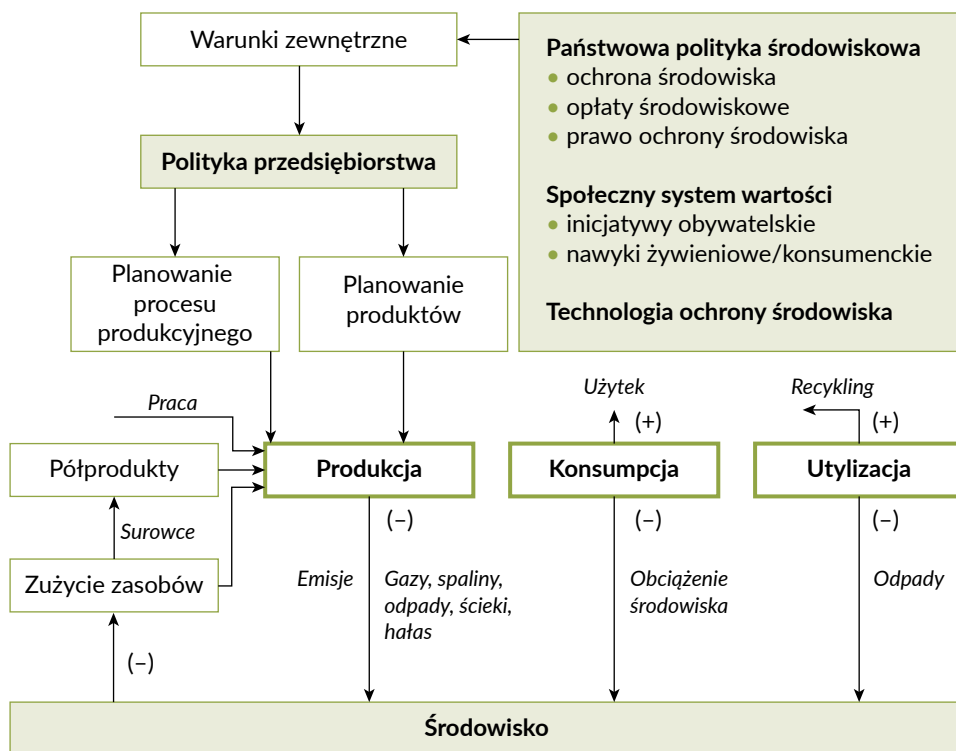 Warunki zewnętrzne
Państwowa polityka środowiskowa
• ochrona środowiska
• opłaty środowiskowe
• prawo ochrony środowiska
Społeczny system wartości
• inicjatywy obywatelskie
• nawyki żywieniowe/konsumenckie
Technologia ochrony środowiska
Polityka przedsiębiorstwa
Planowanie
procesu
produkcyjnego
Planowanie
produktów
Praca
Użytek
(+)
Recykling
(+)
Półprodukty
Produkcja
Konsumpcja
Utylizacja
Surowce
(–)
(–)
(–)
Zużycie zasobów
Emisje
Gazy, spaliny,
odpady, ścieki,
hałas
Obciążenie
środowiska
Odpady
(–)
Środowisko